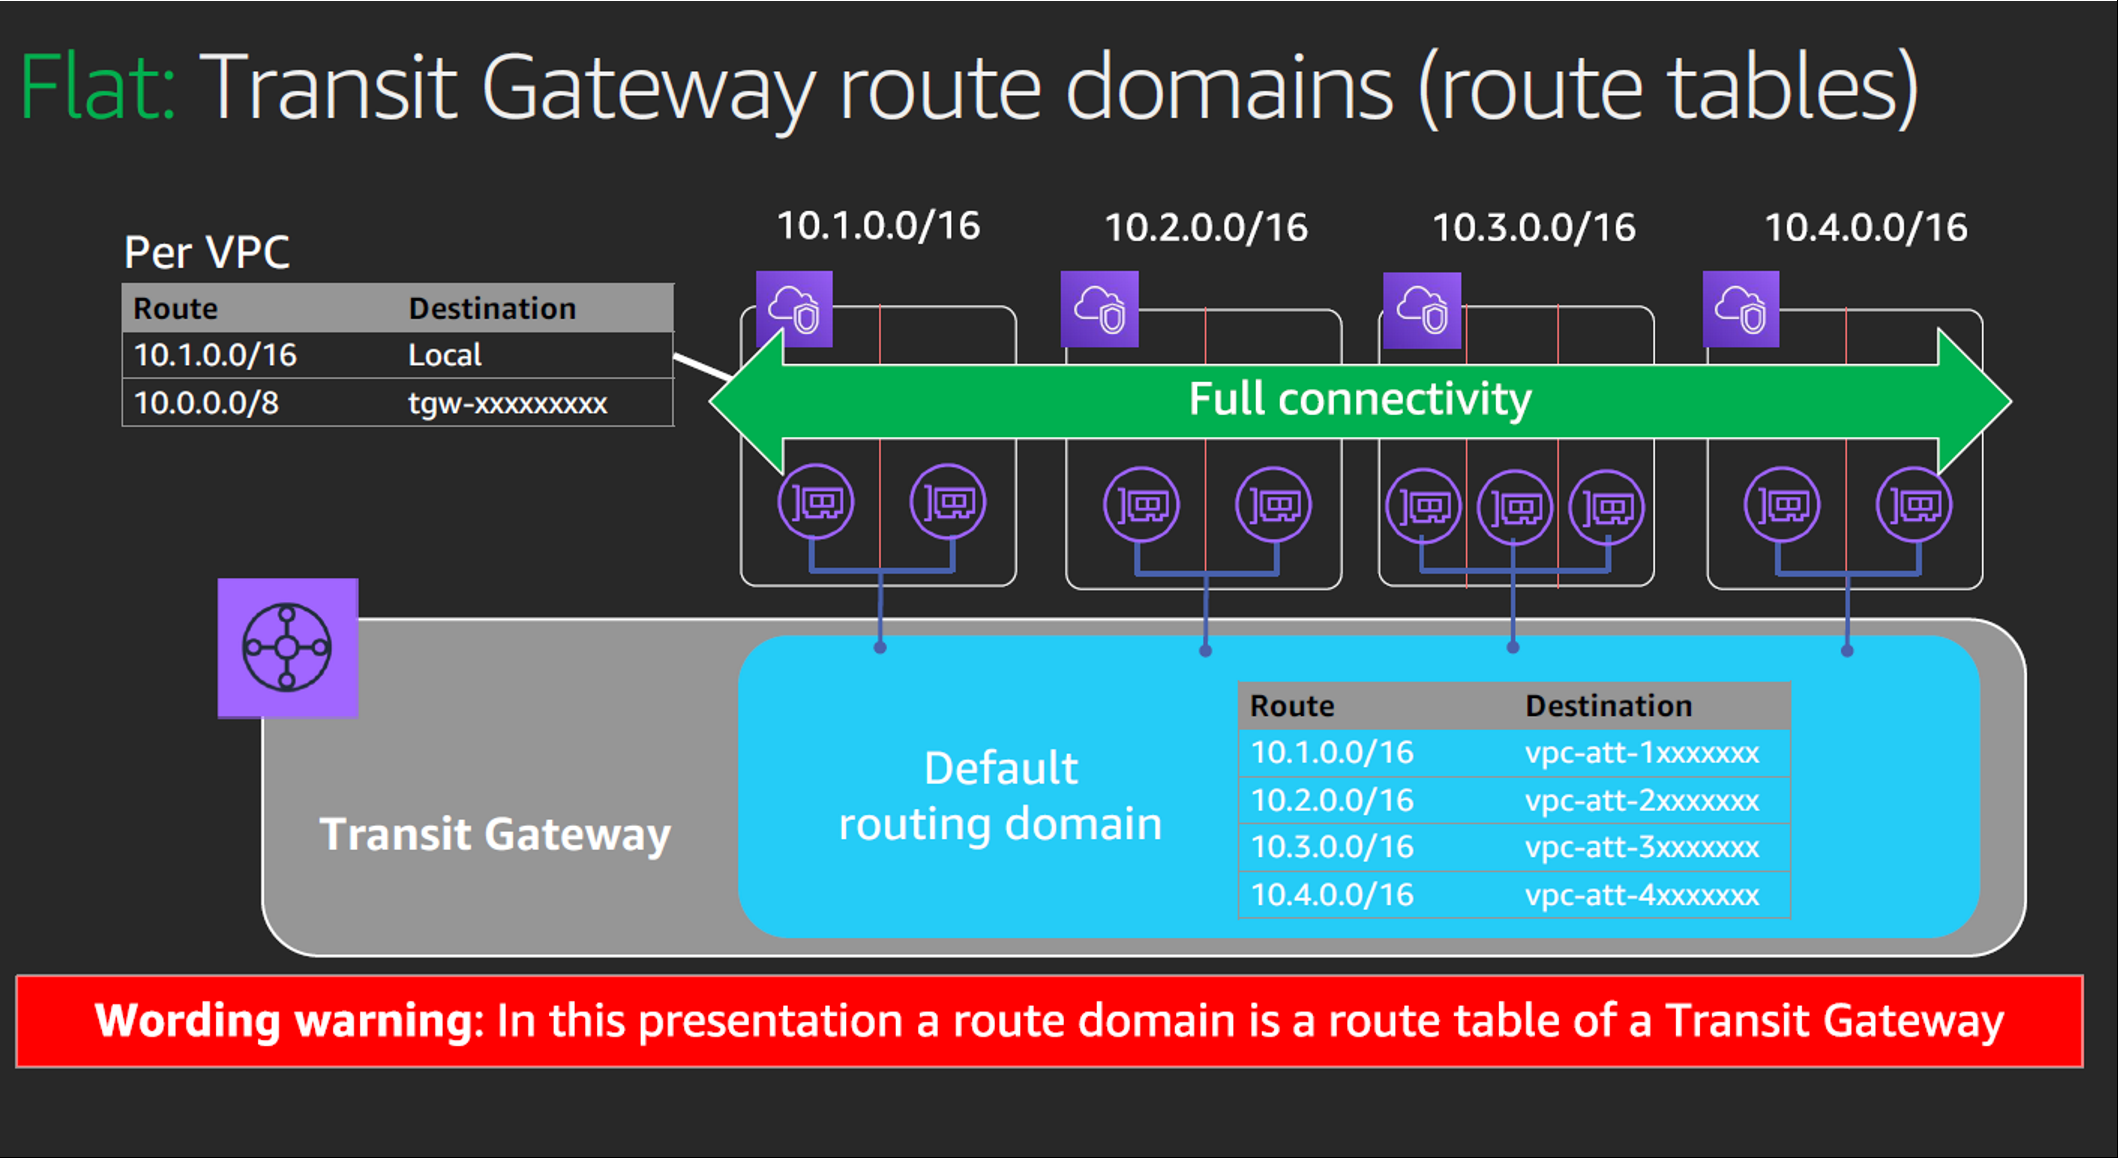 Flat: Transit Gateway route domains (route tables)
10.1.0.0/16 10.2.0.0/16 10.3.0.0/16 10.4.0.0/16
Per VPC
Route Destination
10.1.0.0/16 Local
10.0.0.0/8 tgw-xxxxxxxxx
Full connectivity
Transit Gateway
Default
routing domain
Route Destination
10.1.0.0/16 vpc-att-1xxxxxxx
10.2.0.0/16 vpc-att-2xxxxxxx
10.3.0.0/16 vpc-att-3xxxxxxx
10.4.0.0/16 vpc-att-4xxxxxxx
Wording warning: In this presentation a route domain is a route table of a Transit Gateway